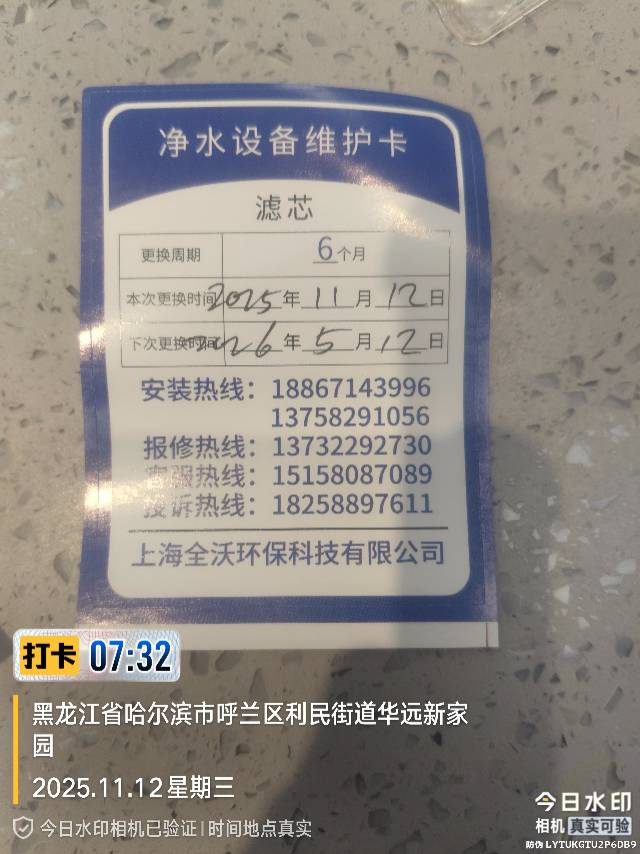 净水设备维护卡
滤芯
更换周期 6个月
本次更换时间 2025年11月12日
下次更换时间 2026年5月12日
安装热线：18867143996
13758291056
报修热线：13732292730
客服热线：15158087089
投诉热线：18258897611
上海全沃环保科技有限公司
打卡 07:32
黑龙江省哈尔滨市呼兰区利民街道华远新家
园
2025.11.12 星期三
今日水印相机已验证 | 时间地点真实
今日水印
相机 真实可验
防伪 LYTUKGTU2P6DB9